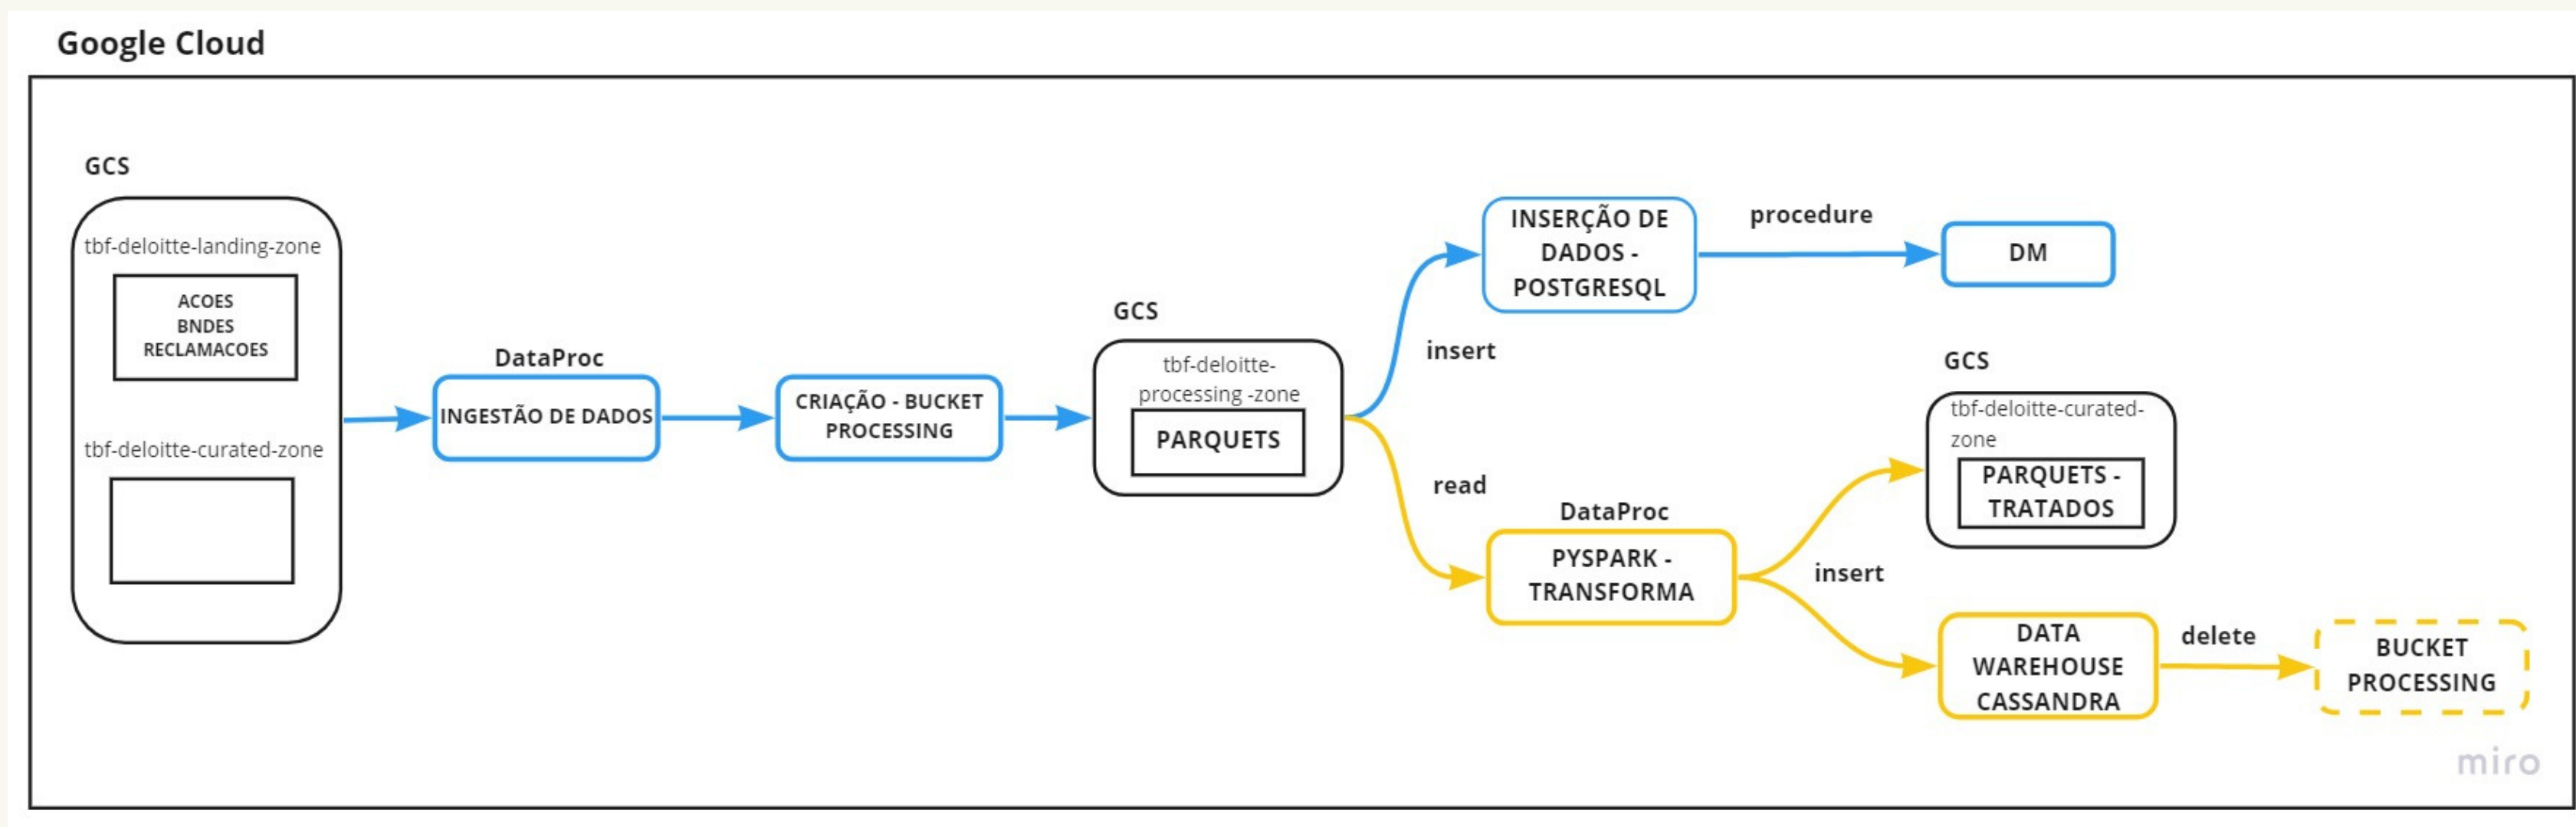 Google Cloud
GCS
tbf-deloitte-landing-zone
ACOES
BNDES
RECLAMACOES
tbf-deloitte-curated-zone
DataProc
INGESTÃO DE DADOS
CRIAÇÃO - BUCKET
PROCESSING
GCS
tbf-deloitte-
processing -zone
PARQUETS
insert
read
INSERÇÃO DE
DADOS -
POSTGRESQL
procedure
DM
DataProc
PYSPARK -
TRANSFORMA
insert
GCS
tbf-deloitte-curated-
zone
PARQUETS -
TRATADOS
DATA
WAREHOUSE
CASSANDRA
delete
BUCKET
PROCESSING
miro